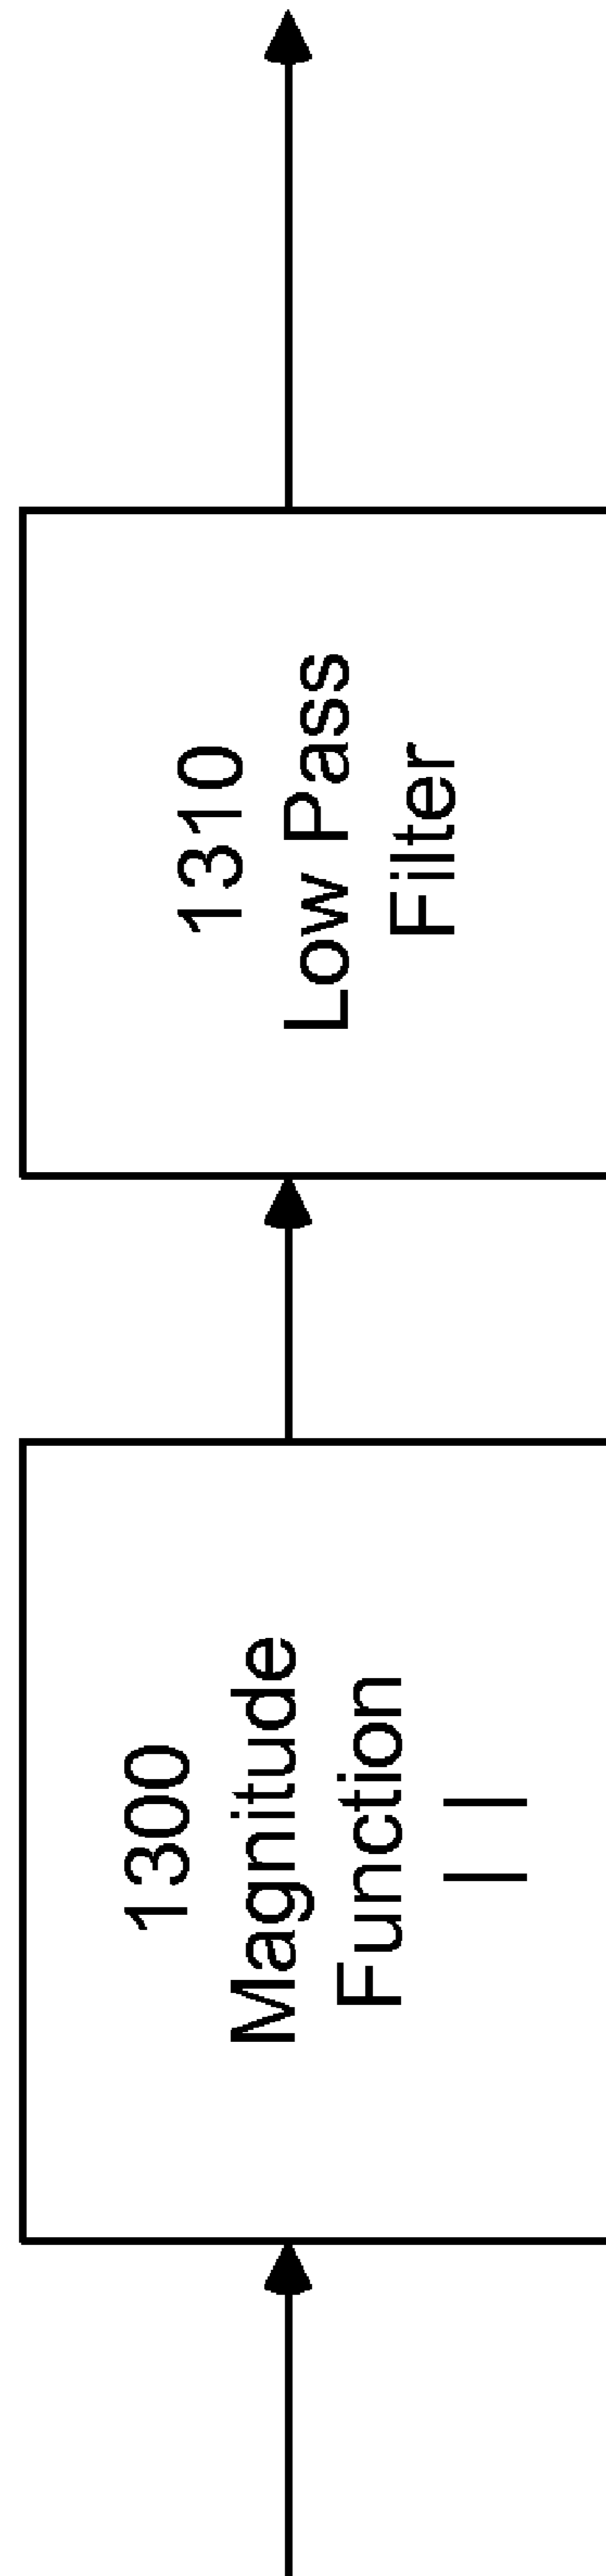 1300
Magnitude
Function
| |
1310
Low Pass
Filter